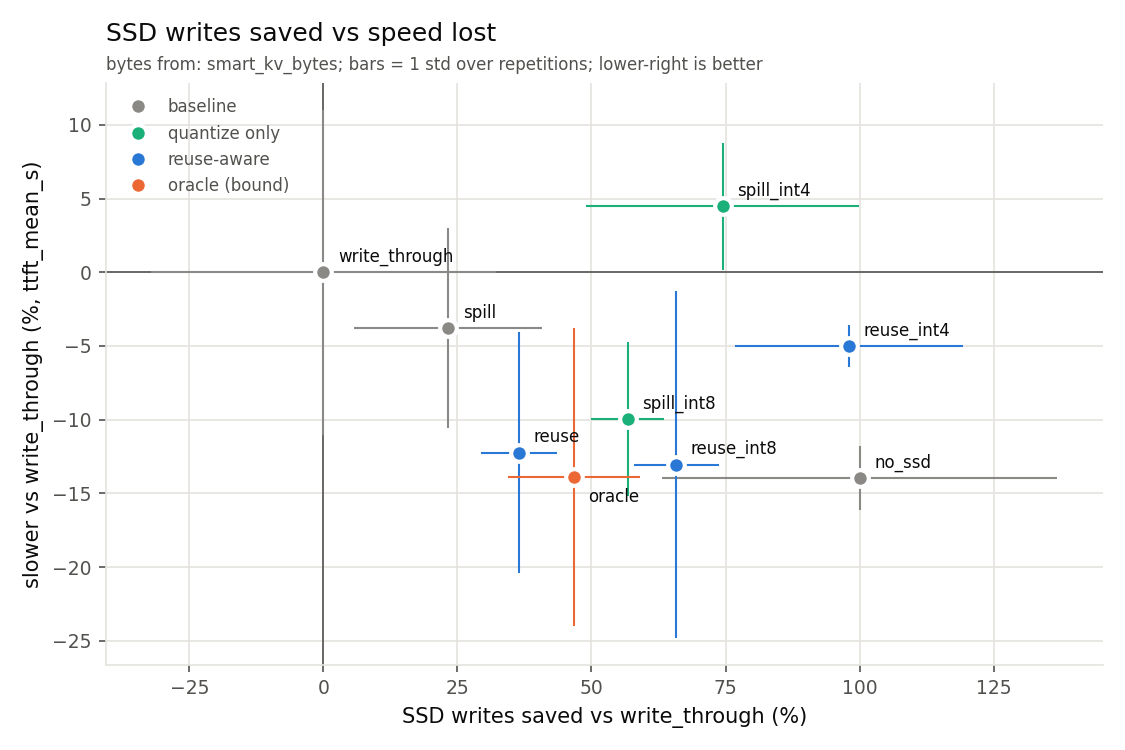 SSD writes saved vs speed lost
bytes from: smart_kv_bytes; bars = 1 std over repetitions; lower-right is better
baseline
quantize only
reuse-aware
oracle (bound)
slower vs write_through (%, ttft_mean_s)
10
5
0
−5
−10
−15
−20
−25
spill_int4
write_through
spill
reuse_int4
spill_int8
reuse
reuse_int8
no_ssd
oracle
−25
0
25
50
75
100
125
SSD writes saved vs write_through (%)